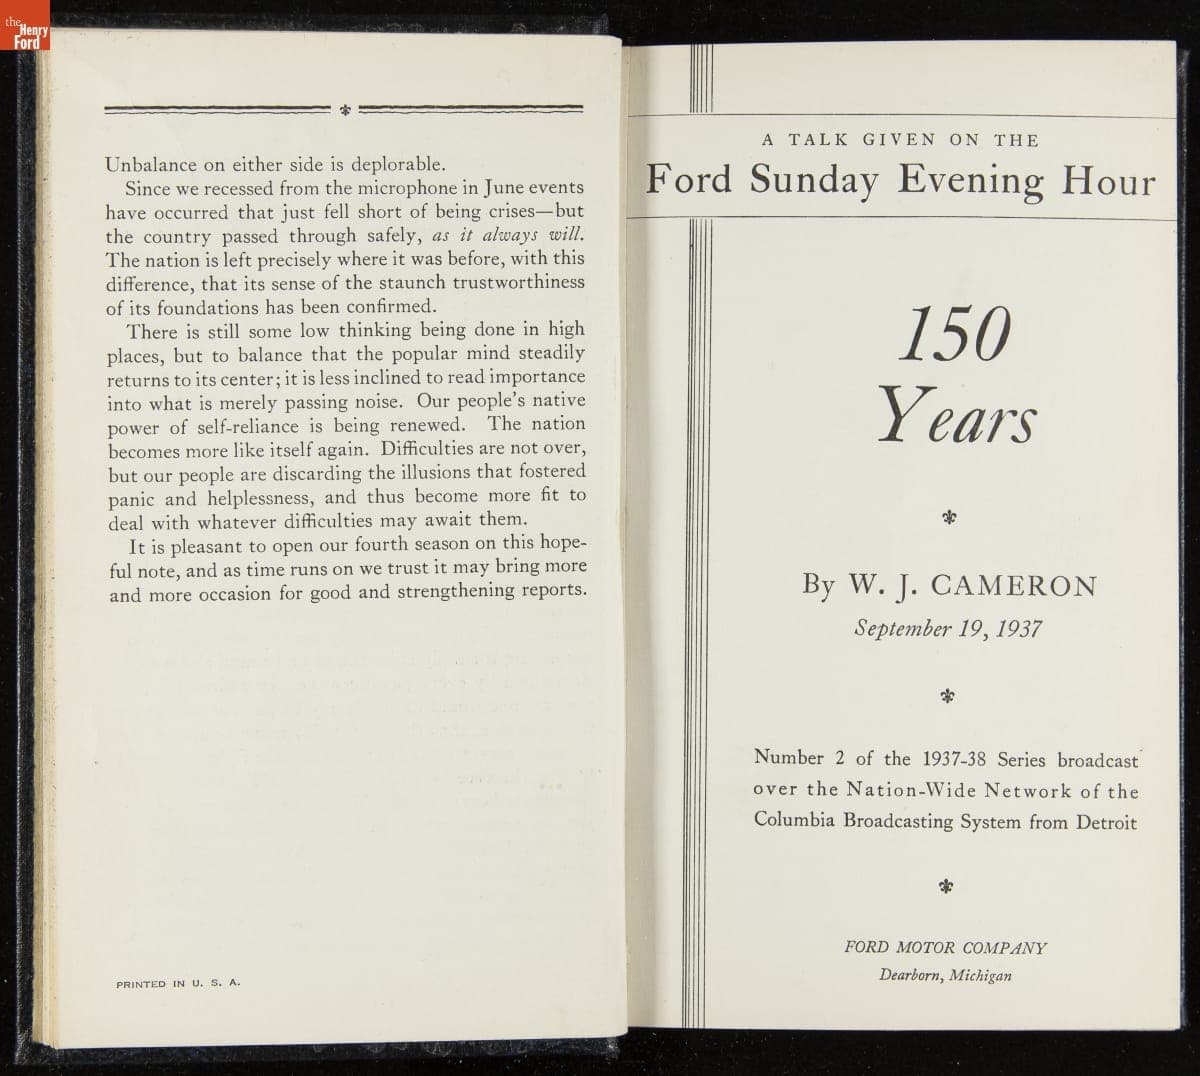 the
Henry
Ford
Unbalance on either side is deplorable.
Since we recessed from the microphone in June events
have occurred that just fell short of being crises—but
the country passed through safely, as it always will.
The nation is left precisely where it was before, with this
difference, that its sense of the staunch trustworthiness
of its foundations has been confirmed.
There is still some low thinking being done in high
places, but to balance that the popular mind steadily
returns to its center; it is less inclined to read importance
into what is merely passing noise. Our people's native
power of self-reliance is being renewed. The nation
becomes more like itself again. Difficulties are not over,
but our people are discarding the illusions that fostered
panic and helplessness, and thus become more fit to
deal with whatever difficulties may await them.
It is pleasant to open our fourth season on this hope-
ful note, and as time runs on we trust it may bring more
and more occasion for good and strengthening reports.
PRINTED IN U. S. A.
A TALK GIVEN ON THE
Ford Sunday Evening Hour
150
Years
By W. J. CAMERON
September 19, 1937
Number 2 of the 1937-38 Series broadcast
over the Nation-Wide Network of the
Columbia Broadcasting System from Detroit
FORD MOTOR COMPANY
Dearborn, Michigan